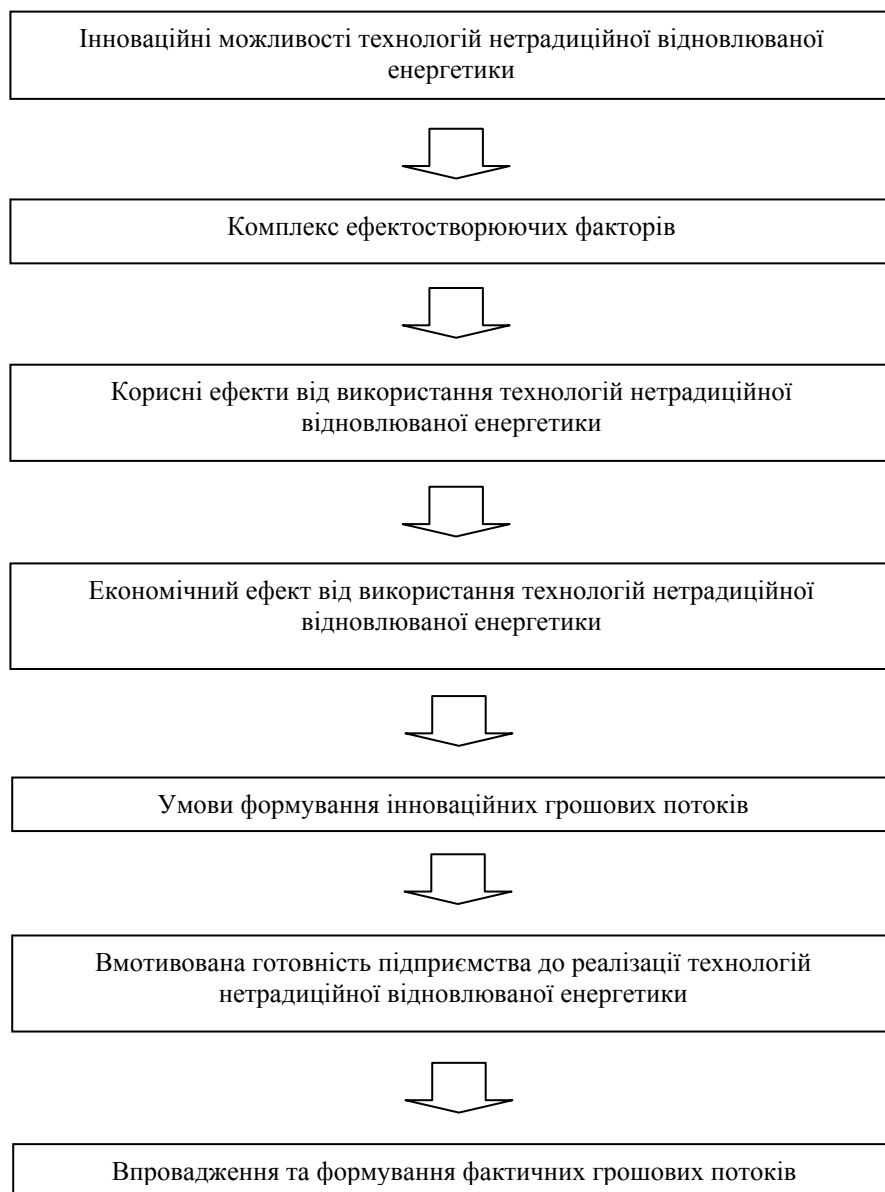 Інноваційні можливості технологій нетрадиційної відновлюваної
енергетики
Комплекс ефектостворюючих факторів
Корисні ефекти від використання технологій нетрадиційної
відновлюваної енергетики
Економічний ефект від використання технологій нетрадиційної
відновлюваної енергетики
Умови формування інноваційних грошових потоків
Вмотивована готовність підприємства до реалізації технологій
нетрадиційної відновлюваної енергетики
Впровадження та формування фактичних грошових потоків